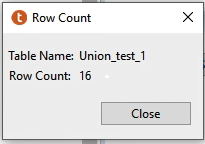 Row Count
Table Name: Union_test_1
Row Count: 16
Close